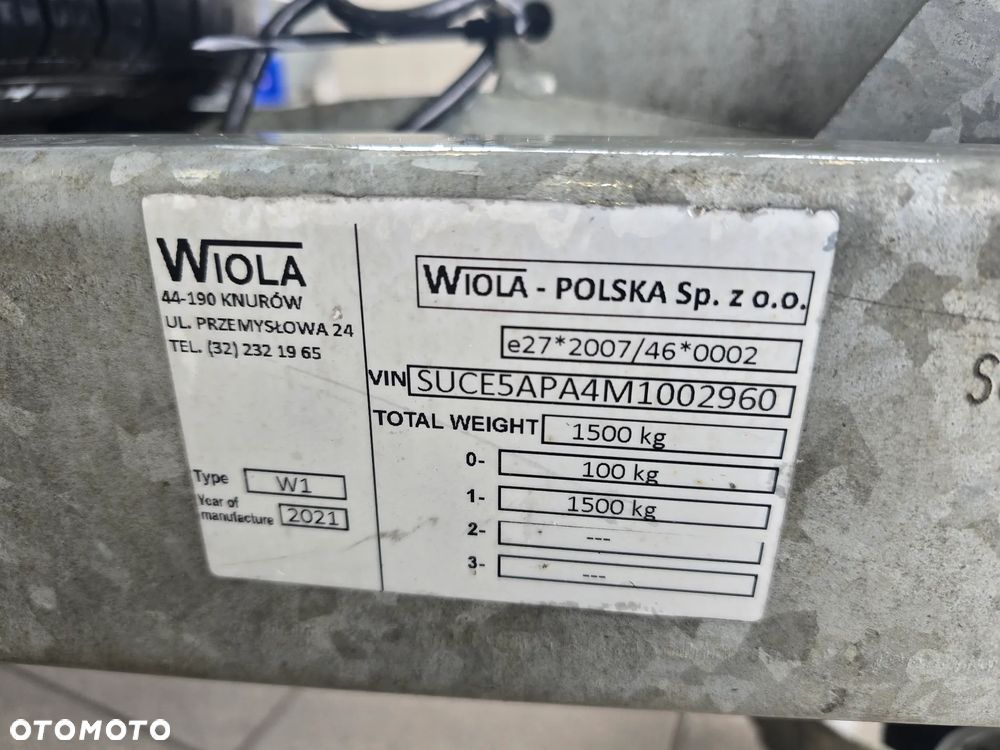 WIOLA
44-190 KNURÓW
UL. PRZEMYSŁOWA 24
TEL. (32) 232 19 65
Type W1
Year of
manufacture 2021
WIOLA - POLSKA Sp. z o.o.
e27*2007/46*0002
VIN SUCE5APA4M1002960
TOTAL WEIGHT 1500 kg
0- 100 kg
1- 1500 kg
2- ---
3- ---
S
OTOMOTO